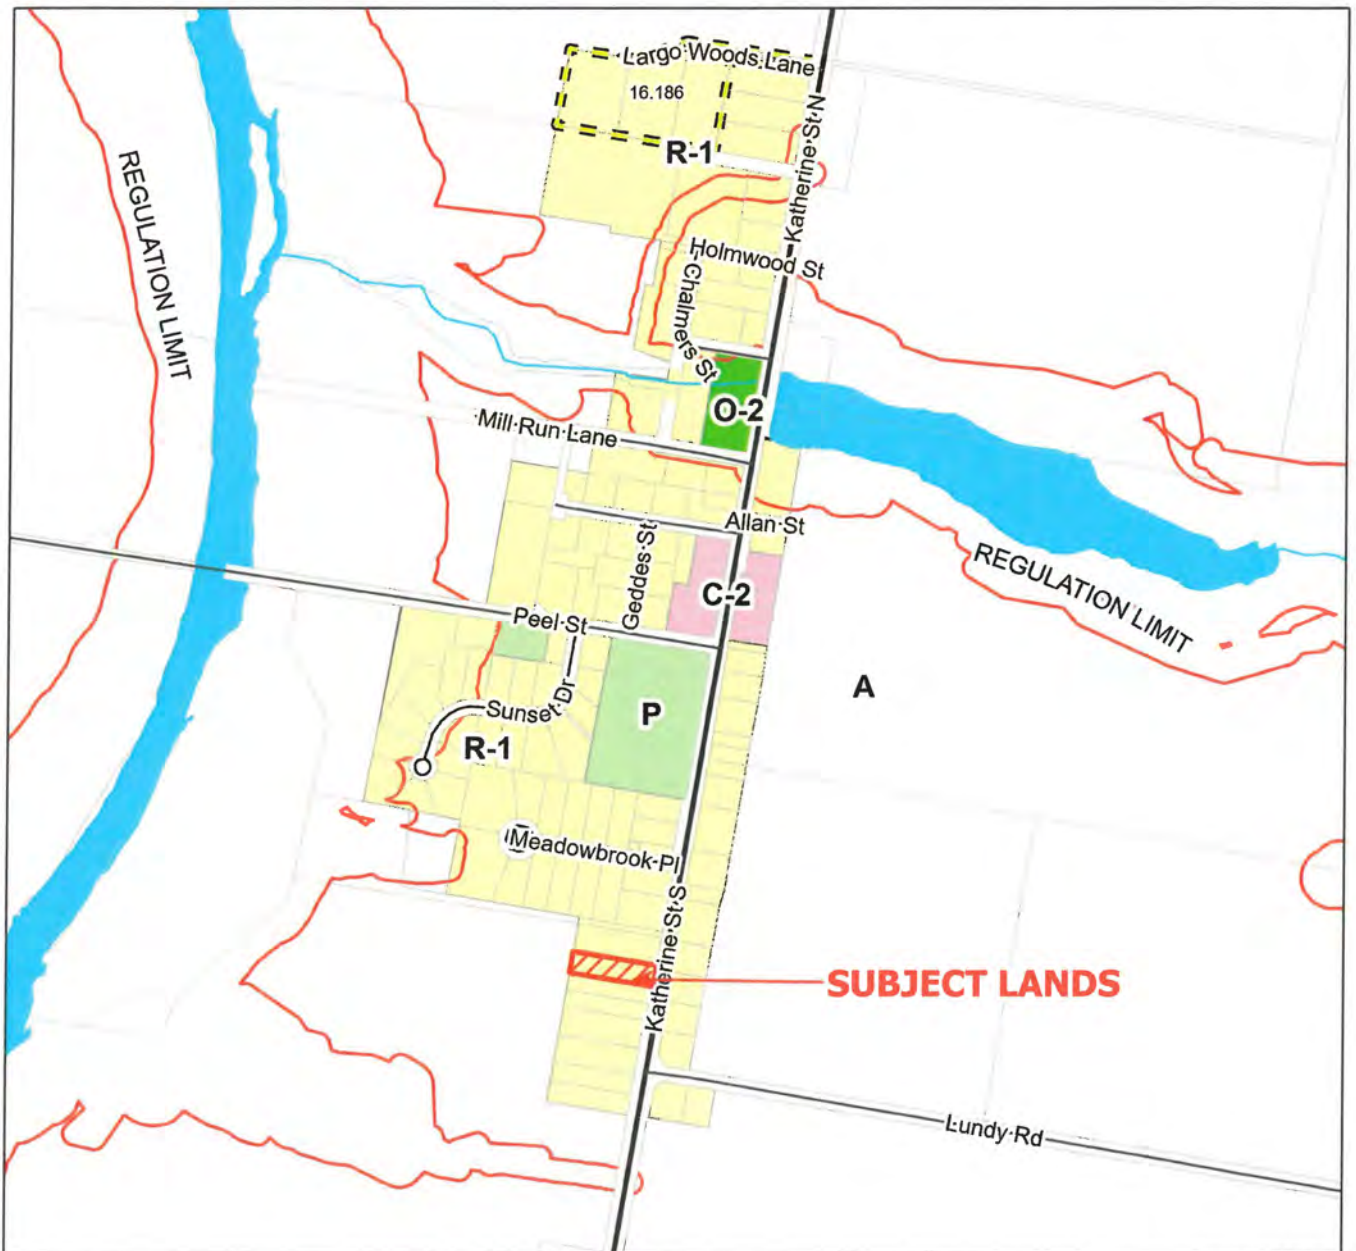 Largo Woods Lane
16.186
R-1
Katherine St N
REGULATION LIMIT
Holmwood St
Chalmers St
O-2
Mill Run Lane
Allan St
Geddes St
REGULATION LIMIT
C-2
Peel St
A
Sunset Dr
P
R-1
Meadowbrook Pl
Katherine St S
SUBJECT LANDS
Lundy Rd